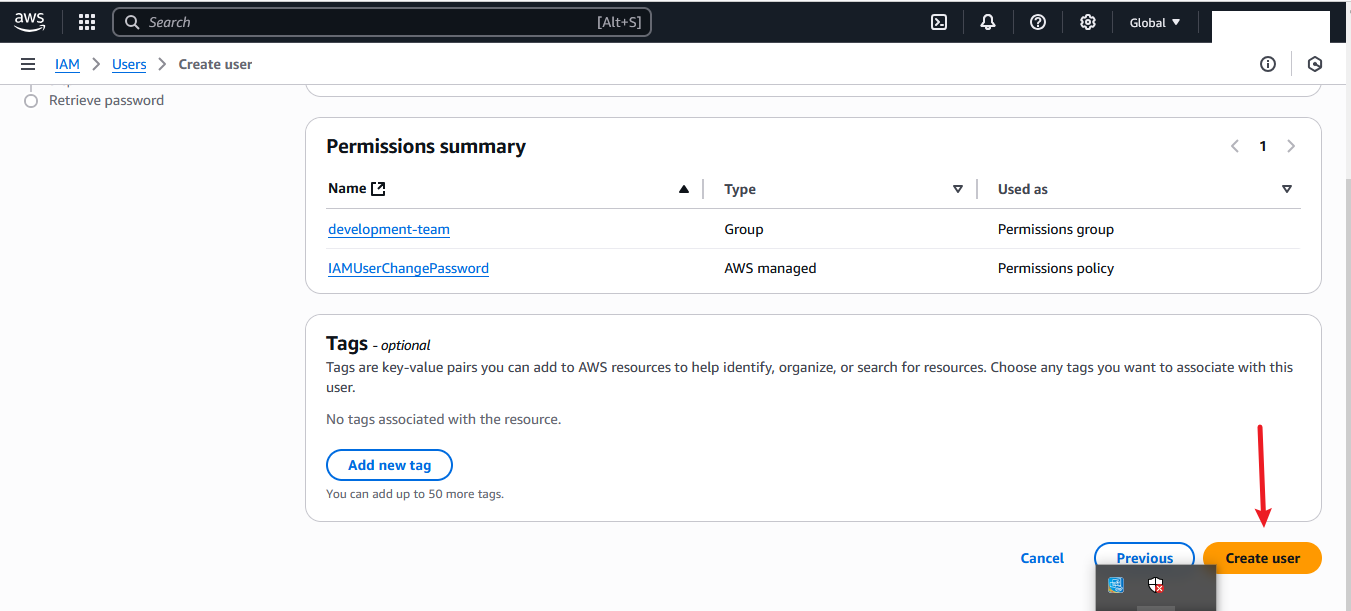 aws
Search
[Alt+S]
Global
IAM
Users
Create user
Retrieve password
Permissions summary
1
Name
Type
Used as
development-team
Group
Permissions group
IAMUserChangePassword
AWS managed
Permissions policy
Tags - optional
Tags are key-value pairs you can add to AWS resources to help identify, organize, or search for resources. Choose any tags you want to associate with this
user.
No tags associated with the resource.
Add new tag
You can add up to 50 more tags.
Cancel
Previous
Create user